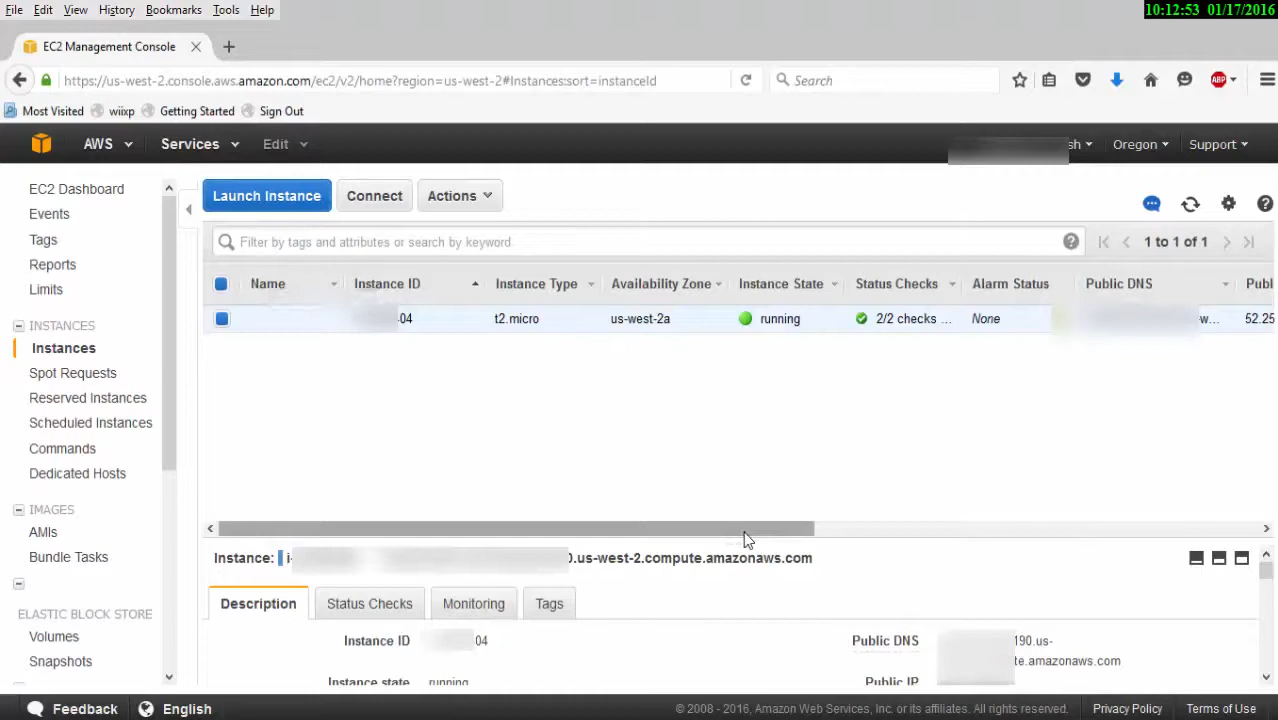 File Edit View History Bookmarks Tools Help
10:12:53 01/17/2016
EC2 Management Console
https://us-west-2.console.aws.amazon.com/ec2/v2/home?region=us-west-2#Instances:sort=instanceId
Search
ABP
Most Visited wiixp Getting Started Sign Out
AWS Services Edit sh Oregon Support
EC2 Dashboard
Events
Tags
Reports
Limits
INSTANCES
Instances
Spot Requests
Reserved Instances
Scheduled Instances
Commands
Dedicated Hosts
IMAGES
AMIs
Bundle Tasks
ELASTIC BLOCK STORE
Volumes
Snapshots
Launch Instance Connect Actions
Filter by tags and attributes or search by keyword
1 to 1 of 1
Name Instance ID Instance Type Availability Zone Instance State Status Checks Alarm Status Public DNS Publ
04 t2.micro us-west-2a running 2/2 checks ... None w... 52.25
Instance: i- 0.us-west-2.compute.amazonaws.com
Description Status Checks Monitoring Tags
Instance ID 04
Public DNS 190.us-
te.amazonaws.com
Instance state running
Public IP
Feedback English
© 2008 - 2016, Amazon Web Services, Inc. or its affiliates. All rights reserved. Privacy Policy Terms of Use